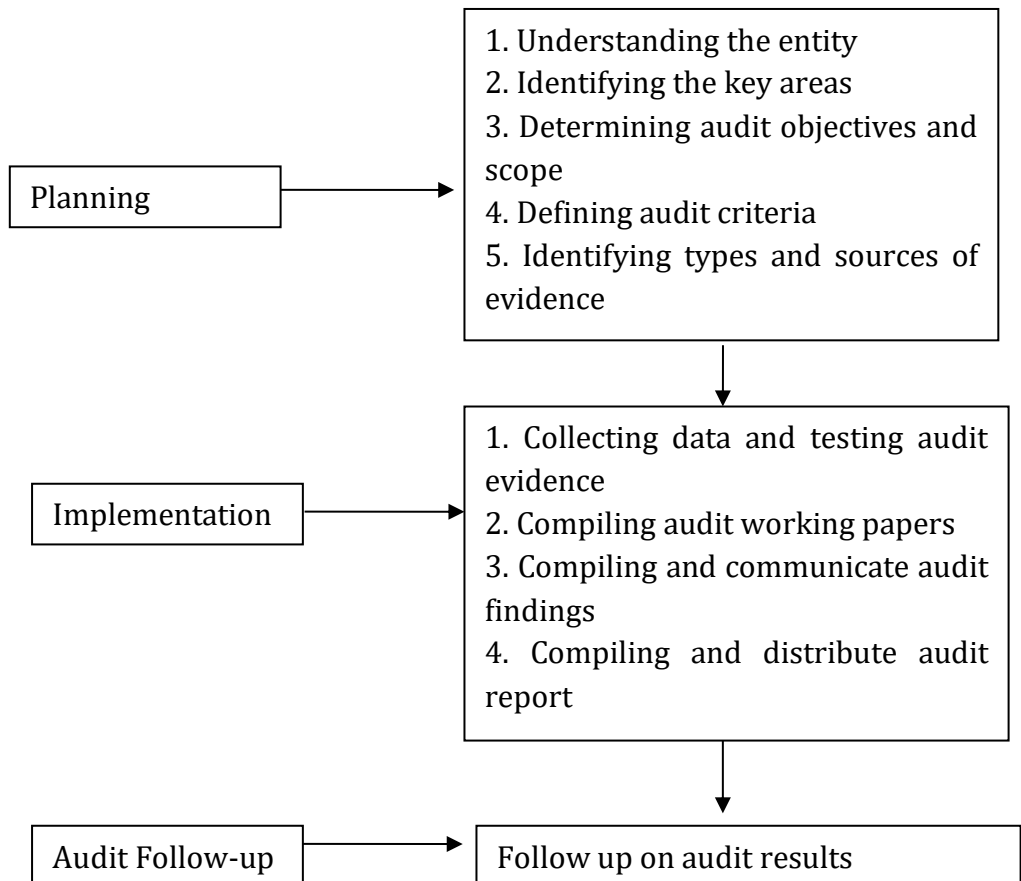 1. Understanding the entity
2. Identifying the key areas
3. Determining audit objectives and
scope
Planning
4. Defining audit criteria
5. Identifying types and sources of
evidence
1. Collecting data and testing audit
evidence
Implementation
2. Compiling audit working papers
3. Compiling and communicate audit
findings
4. Compiling and distribute audit
report
Audit Follow-up
Follow up on audit results